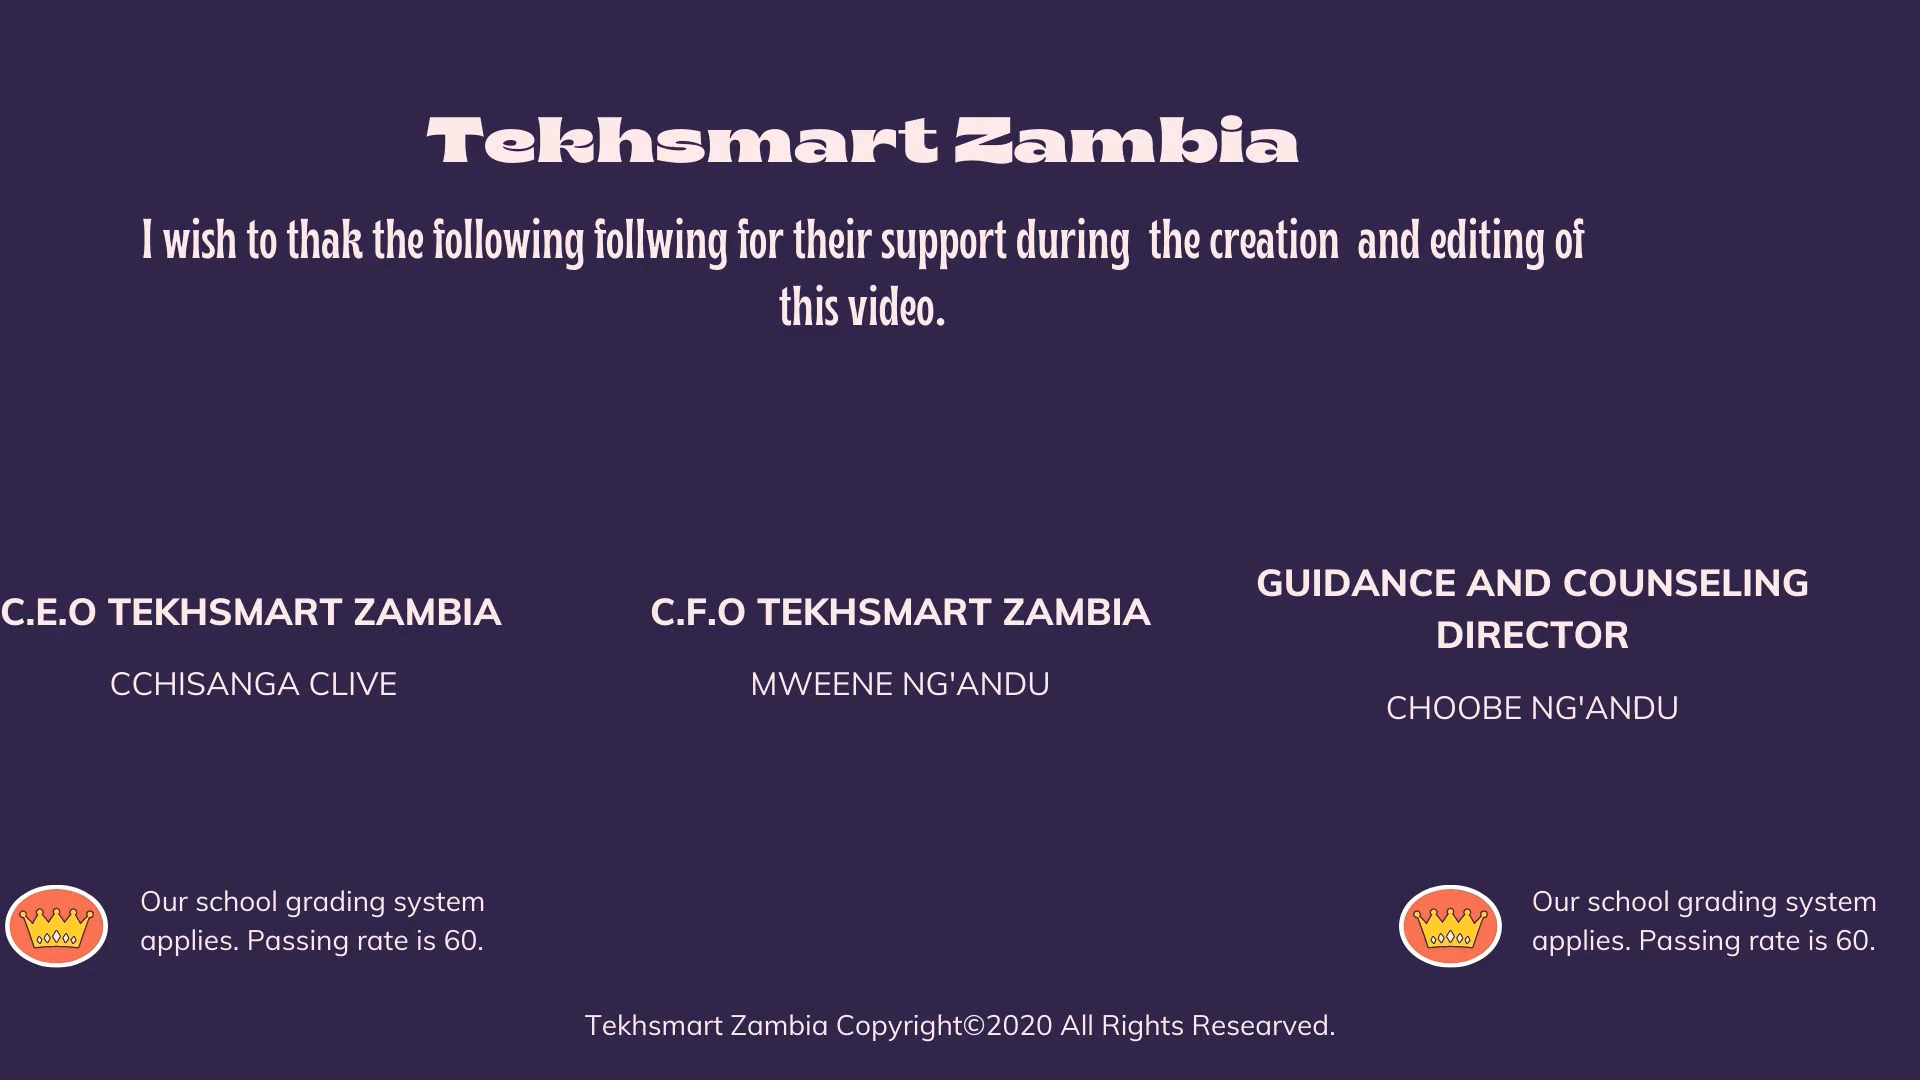 Tekhsmart Zambia
I wish to thak the following follwing for their support during  the creation  and editing of
this video.
C.E.O TEKHSMART ZAMBIA
CCHISANGA CLIVE
C.F.O TEKHSMART ZAMBIA
MWEENE NG'ANDU
GUIDANCE AND COUNSELING
DIRECTOR
CHOOBE NG'ANDU
Our school grading system
applies. Passing rate is 60.
Our school grading system
applies. Passing rate is 60.
Tekhsmart Zambia Copyright©2020 All Rights Researved.